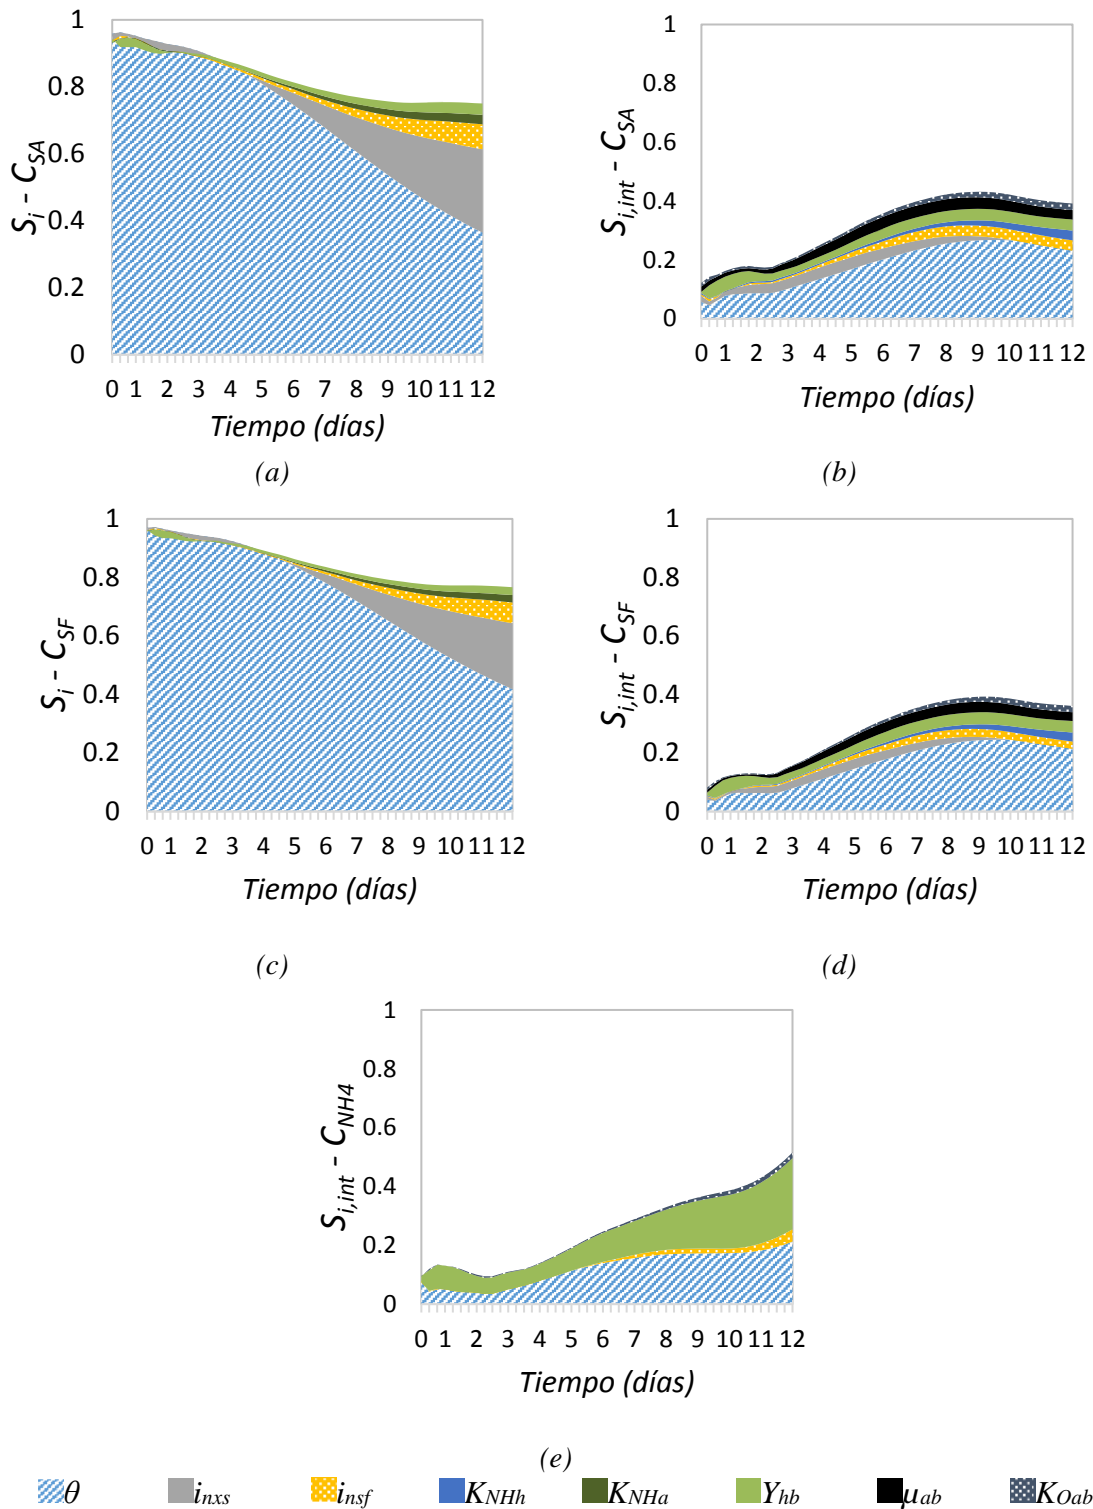 1
0.8
0.6
0.4
0.2
0
S_i - C_SA
0 1 2 3 4 5 6 7 8 9 10 11 12
Tiempo (días)
(a)
1
0.8
0.6
0.4
0.2
0
S_i,int - C_SA
0 1 2 3 4 5 6 7 8 9 10 11 12
Tiempo (días)
(b)
1
0.8
0.6
0.4
0.2
0
S_i - C_SF
0 1 2 3 4 5 6 7 8 9 10 11 12
Tiempo (días)
(c)
1
0.8
0.6
0.4
0.2
0
S_i,int - C_SF
0 1 2 3 4 5 6 7 8 9 10 11 12
Tiempo (días)
(d)
1
0.8
0.6
0.4
0.2
0
S_i,int - C_NH4
0 1 2 3 4 5 6 7 8 9 10 11 12
Tiempo (días)
(e)
θ i_nxs i_nsf K_NHh K_NHa Y_hb μ_ab K_Oab